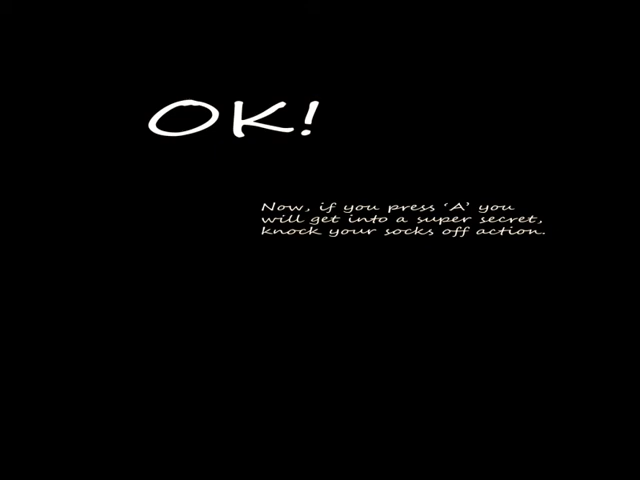 OK!
Now, if you press ‘A’ you
will get into a super secret,
knock your socks off action.